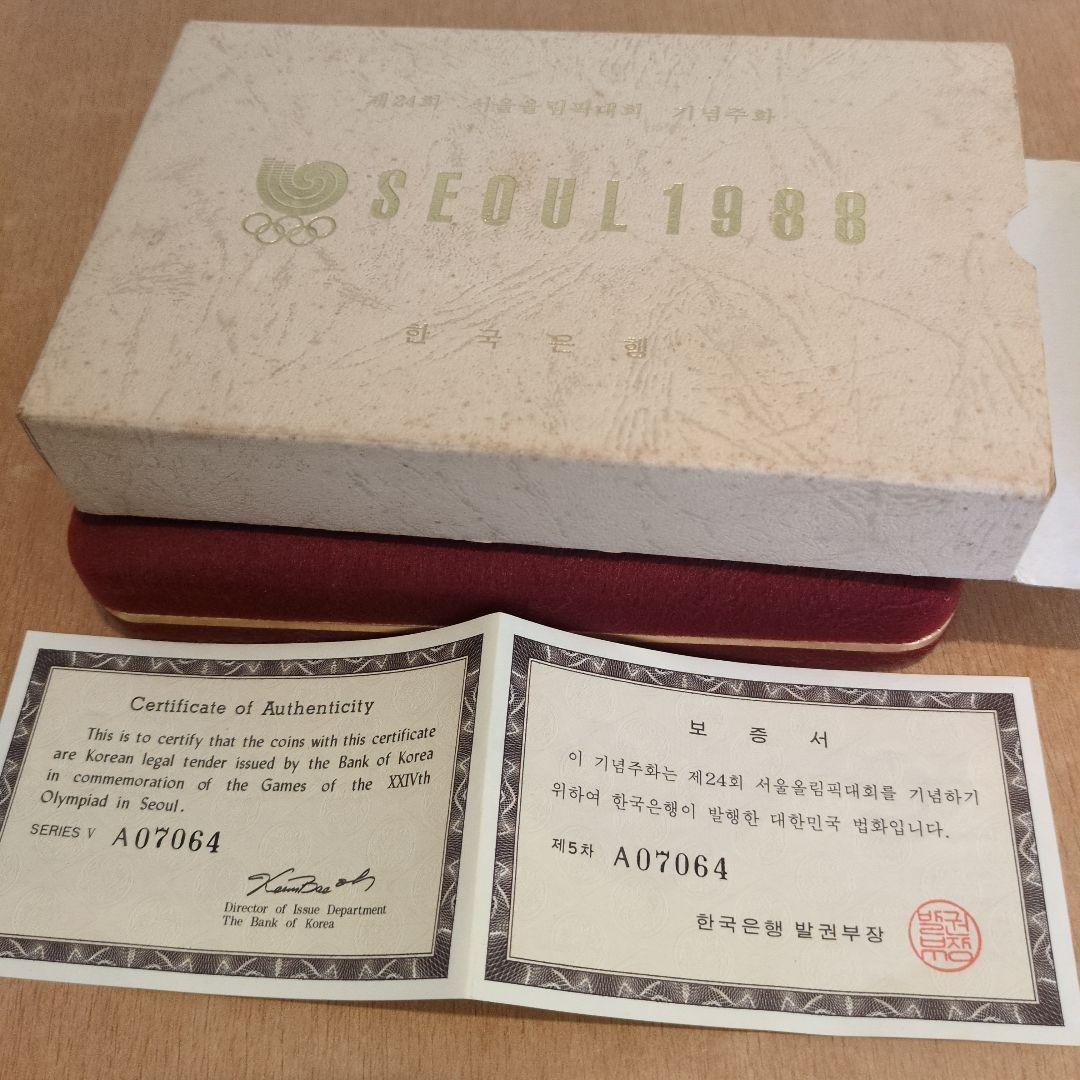 제24회 서울올림픽대회 기념주화
SEOUL 1988
한국은행
Certificate of Authenticity
This is to certify that the coins with this certificate
are Korean legal tender issued by the Bank of Korea
in commemoration of the Games of the XXIVth
Olympiad in Seoul.
SERIES V A07064
Director of Issue Department
The Bank of Korea
보증서
이 기념주화는 제24회 서울올림픽대회를 기념하기
위하여 한국은행이 발행한 대한민국 법화입니다.
제5차 A07064
한국은행 발권부장
발권
부장